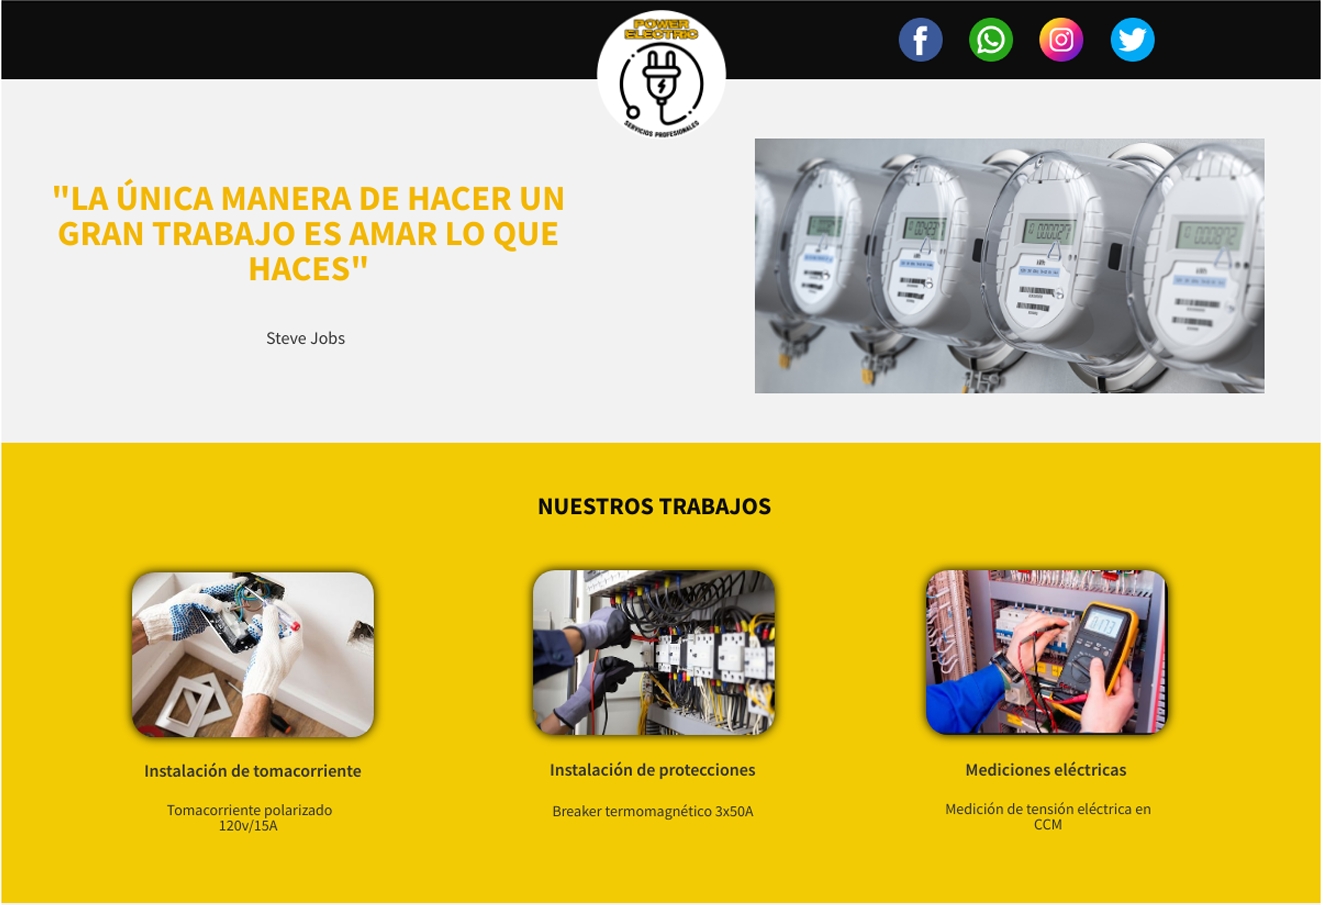 POWER
ELECTRIC
SERVICIOS PROFESIONALES
"LA ÚNICA MANERA DE HACER UN
GRAN TRABAJO ES AMAR LO QUE
HACES"
Steve Jobs
NUESTROS TRABAJOS
Instalación de tomacorriente
Tomacorriente polarizado
120v/15A
Instalación de protecciones
Breaker termomagnético 3x50A
Mediciones eléctricas
Medición de tensión eléctrica en
CCM